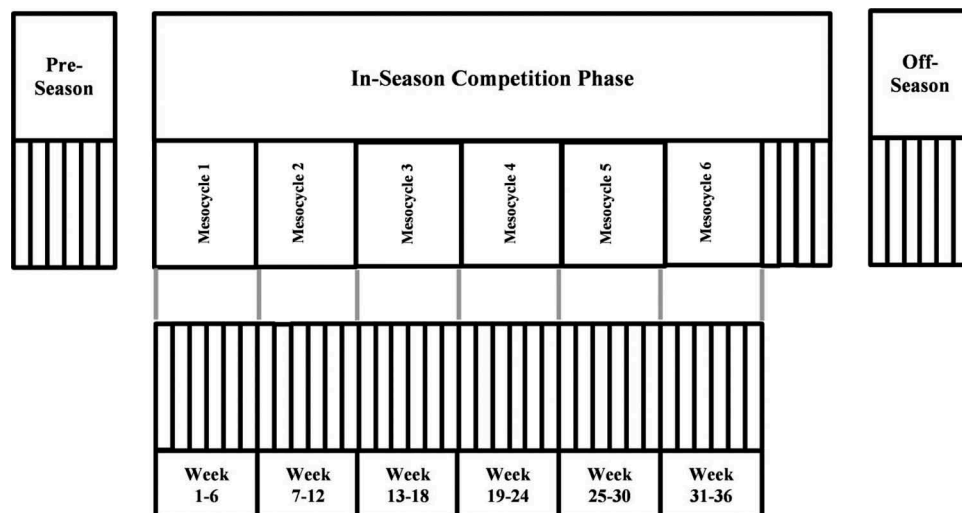 Pre-
Season
In-Season Competition Phase
Off-
Season
Mesocycle 1
Mesocycle 2
Mesocycle 3
Mesocycle 4
Mesocycle 5
Mesocycle 6
Week
1-6
Week
7-12
Week
13-18
Week
19-24
Week
25-30
Week
31-36